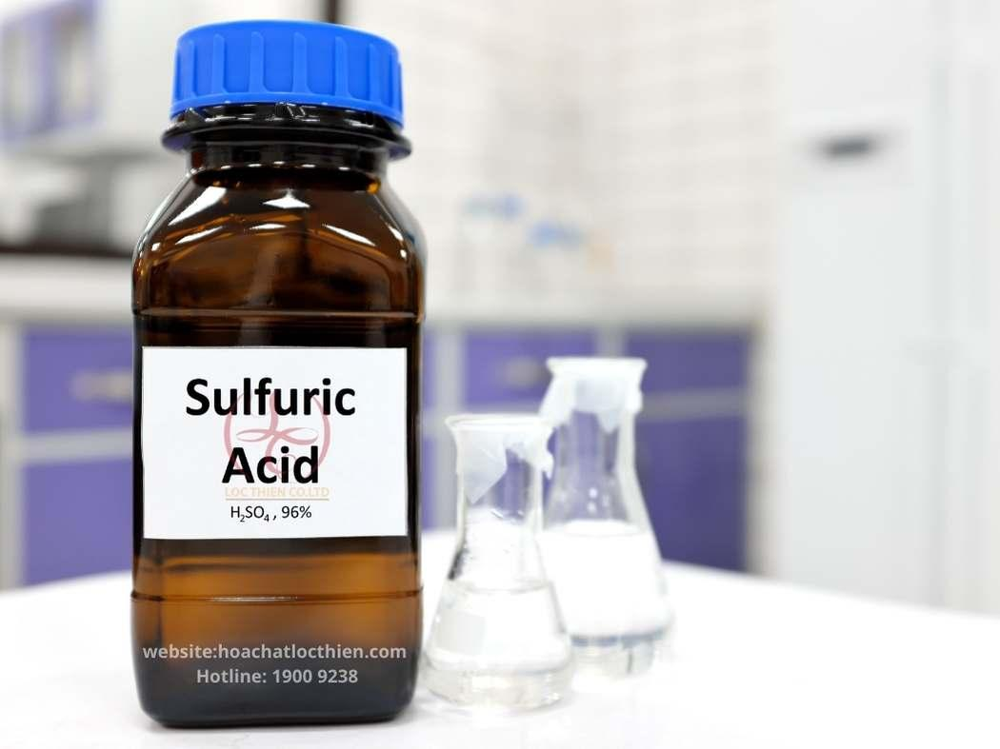 Sulfuric
Acid
LOC THIEN CO.LTD
H₂SO₄ , 96%
website:hoachatlocthien.com
Hotline: 1900 9238